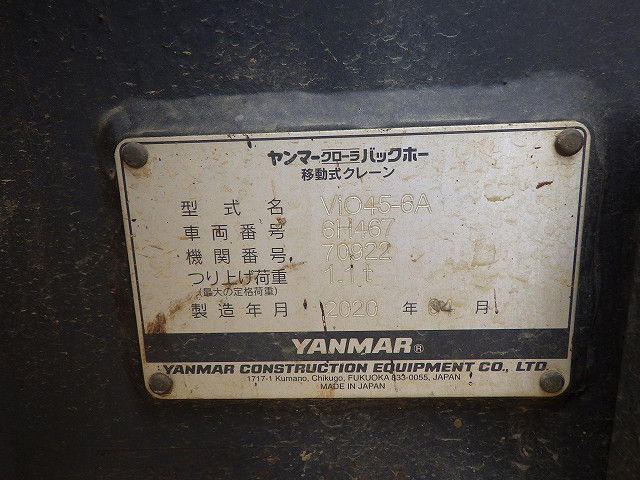 ヤンマークローラバックホー
移動式クレーン
型式名 ViO45-6A
車両番号 6H467
機関番号 70922
つり上げ荷重 1.1t
(最大の定格荷重)
製造年月 2020 年 04 月
YANMAR®
YANMAR CONSTRUCTION EQUIPMENT CO., LTD.
1717-1 Kumano, Chikugo, FUKUOKA 833-0055, JAPAN
MADE IN JAPAN